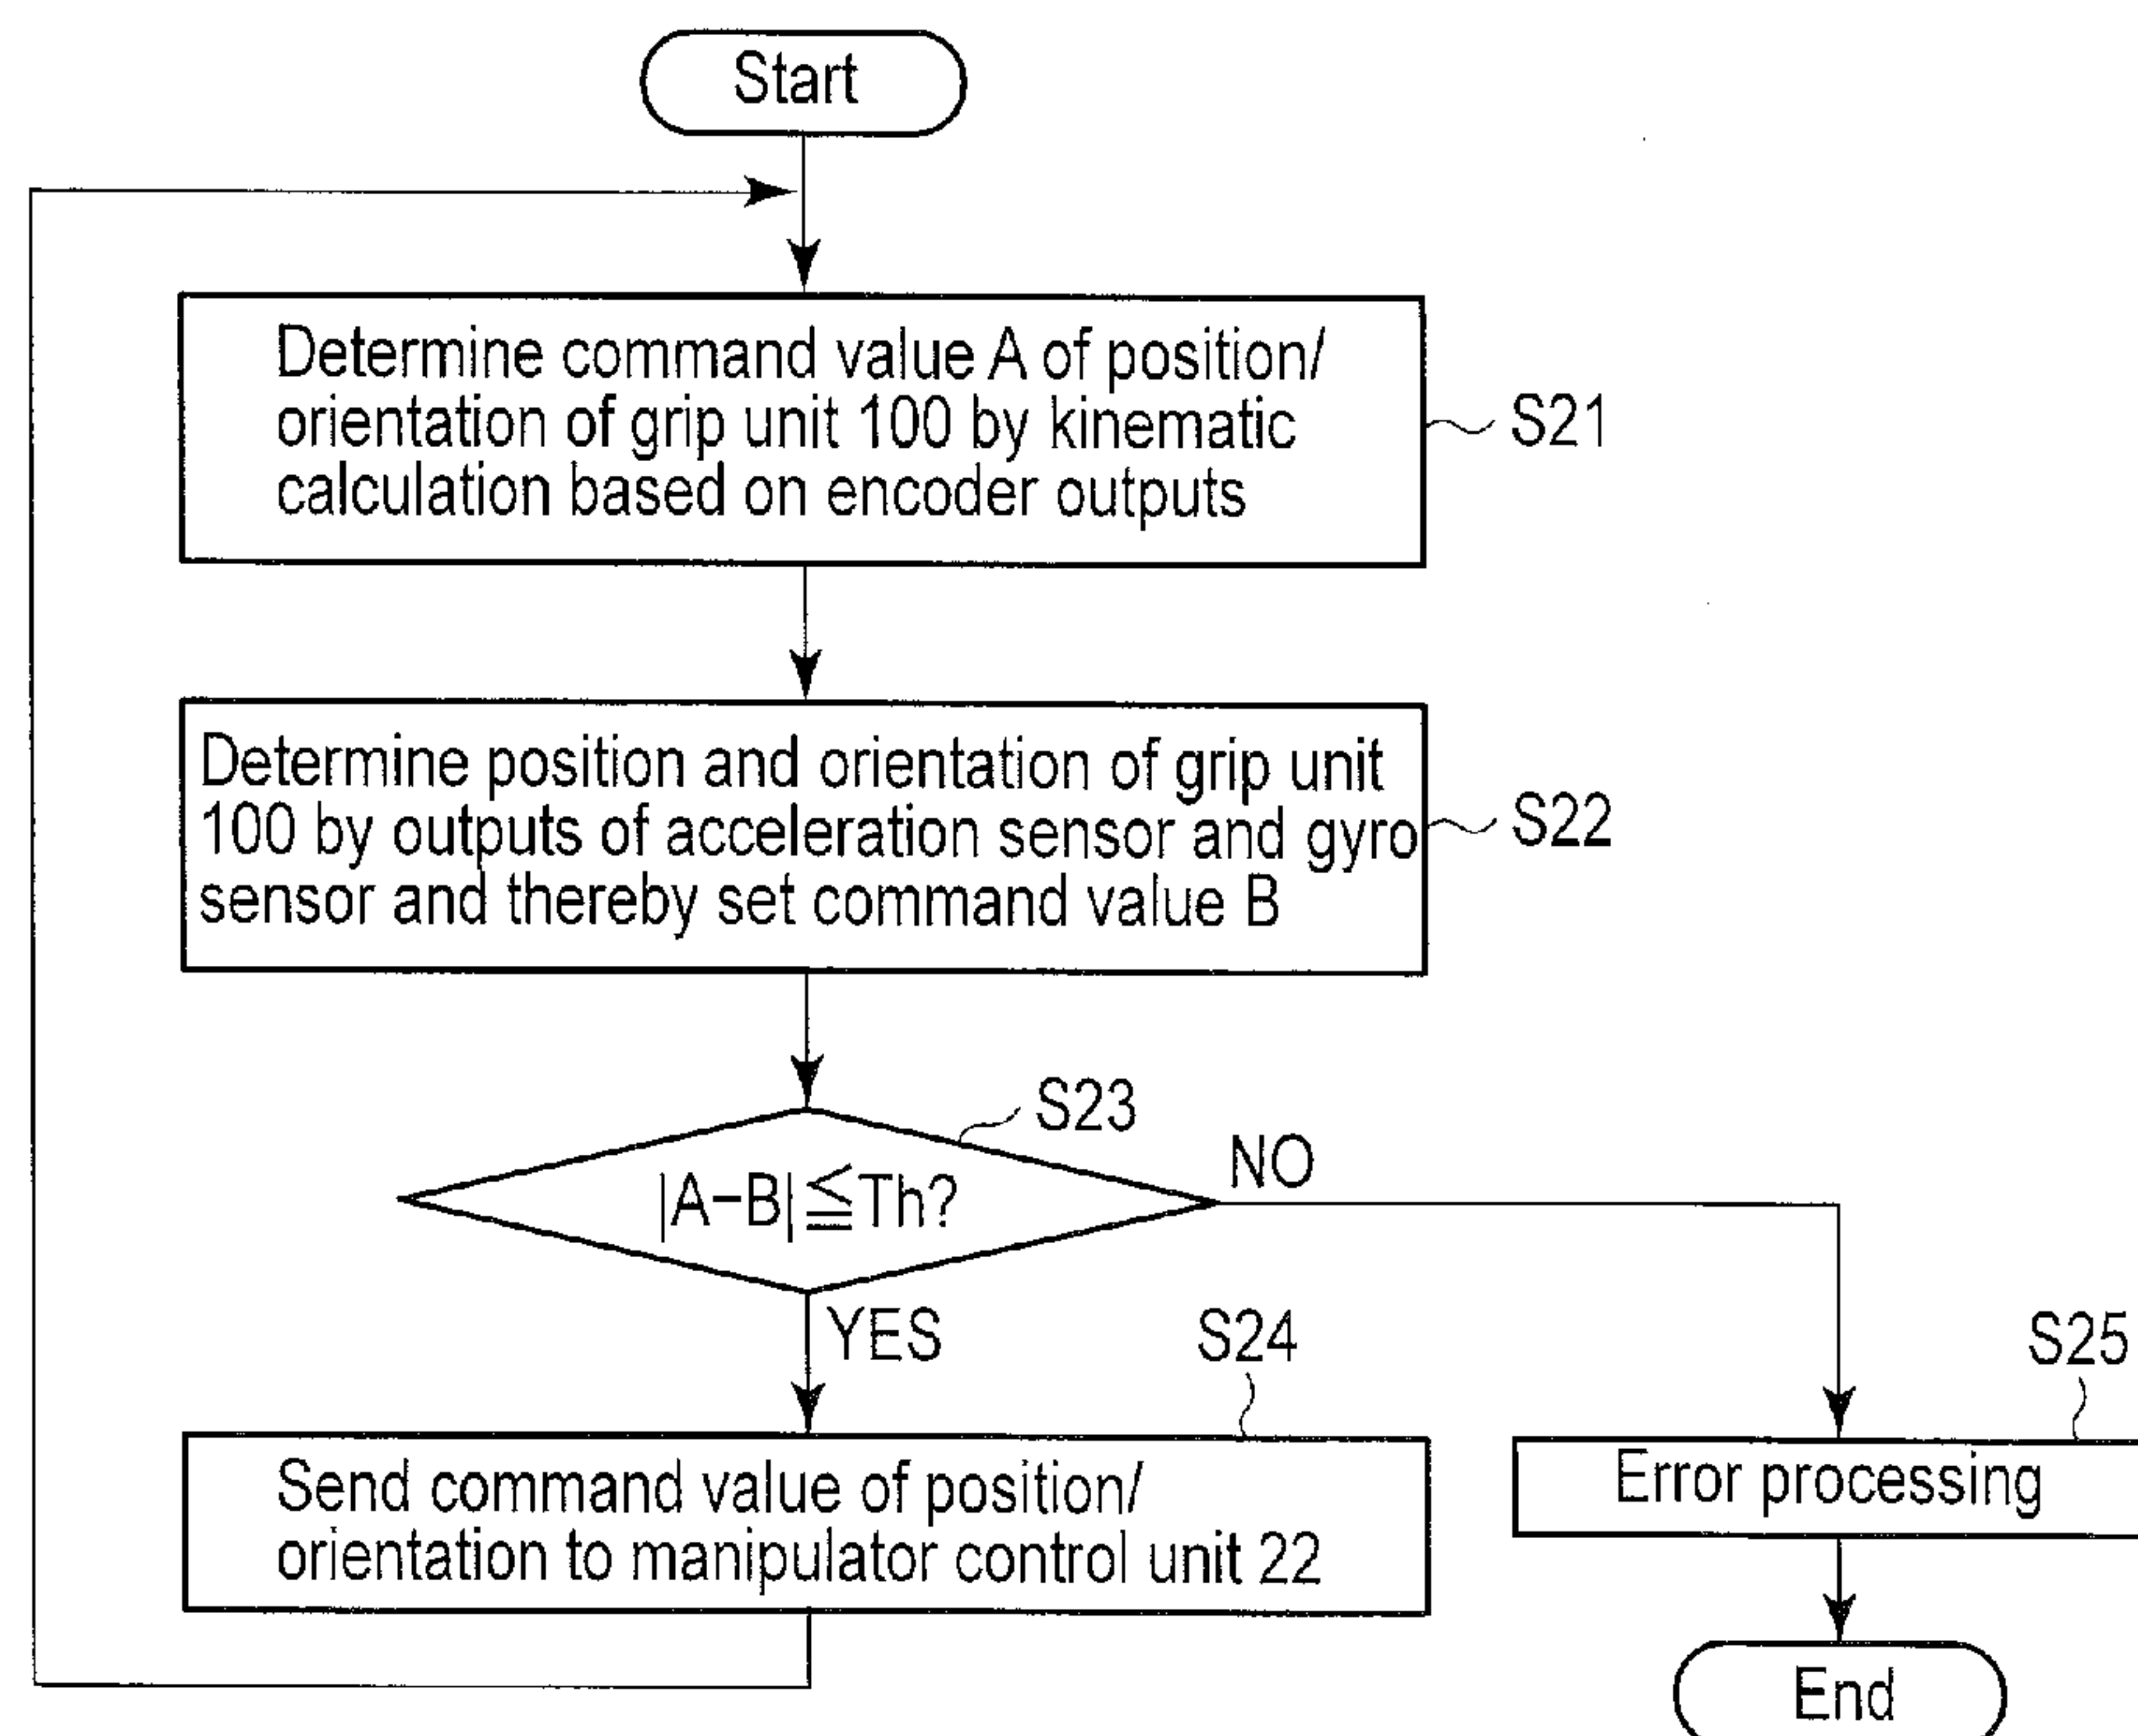 Start
Determine command value A of position/
orientation of grip unit 100 by kinematic
calculation based on encoder outputs
S21
Determine position and orientation of grip unit
100 by outputs of acceleration sensor and gyro
sensor and thereby set command value B
S22
S23
|A−B|≦Th?
NO
YES
S24
Send command value of position/
orientation to manipulator control unit 22
S25
Error processing
End